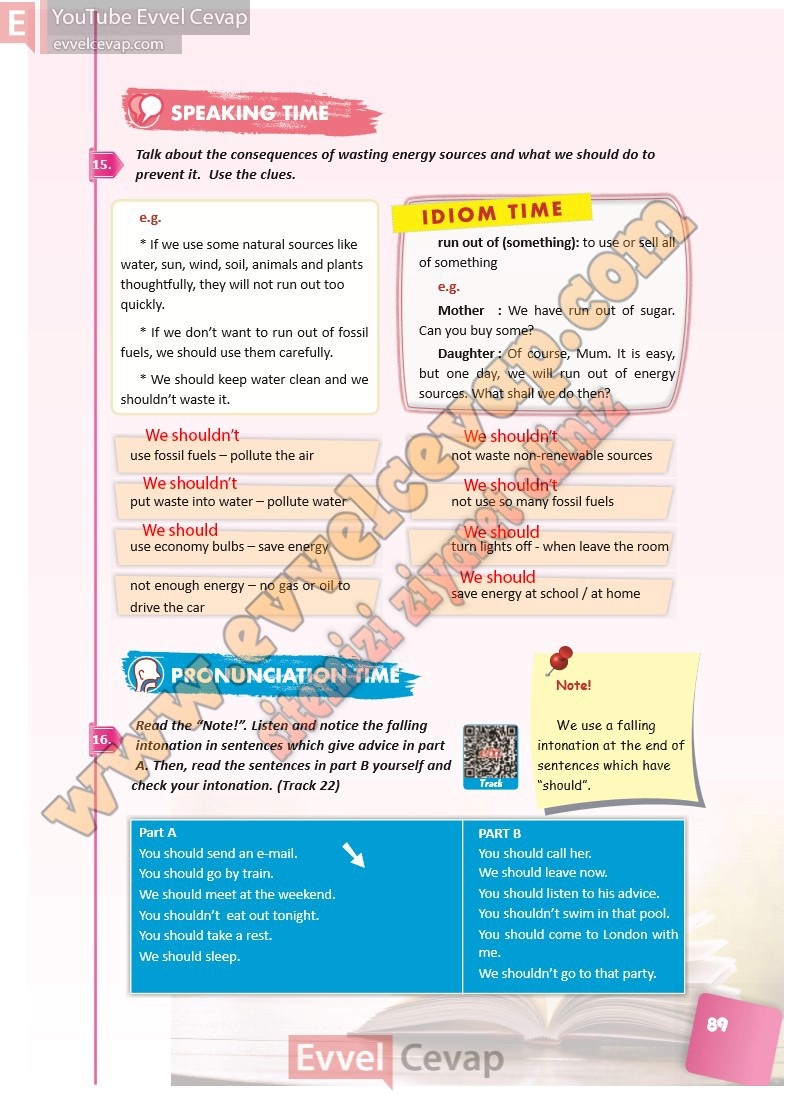 YouTube Evvel Cevap
E
evvelcevap.com
SPEAKING TIME
15.
Talk about the consequences of wasting energy sources and what we should do to
prevent it. Use the clues.
e.g.
* If we use some natural sources like
water, sun, wind, soil, animals and plants
thoughtfully, they will not run out too
quickly.
* If we don’t want to run out of fossil
fuels, we should use them carefully.
* We should keep water clean and we
shouldn’t waste it.
IDIOM TIME
run out of (something): to use or sell all
of something
e.g.
Mother : We have run out of sugar.
Can you buy some?
Daughter : Of course, Mum. It is easy,
but one day, we will run out of energy
sources. What shall we do then?
We shouldn’t
use fossil fuels – pollute the air
We shouldn’t
not waste non-renewable sources
We shouldn’t
put waste into water – pollute water
We shouldn’t
not use so many fossil fuels
We should
use economy bulbs – save energy
We should
turn lights off - when leave the room
not enough energy – no gas or oil to
drive the car
We should
save energy at school / at home
www.evvelcevap.com
sitemizi ziyaret ediniz
PRONUNCIATION TIME
16.
Read the “Note!”. Listen and notice the falling
intonation in sentences which give advice in part
A. Then, read the sentences in part B yourself and
check your intonation. (Track 22)
Track
Note!
We use a falling
intonation at the end of
sentences which have
“should”.
Part A
You should send an e-mail.
You should go by train.
We should meet at the weekend.
You shouldn’t eat out tonight.
You should take a rest.
We should sleep.
PART B
You should call her.
We should leave now.
You should listen to his advice.
You shouldn’t swim in that pool.
You should come to London with
me.
We shouldn’t go to that party.
89
Evvel Cevap